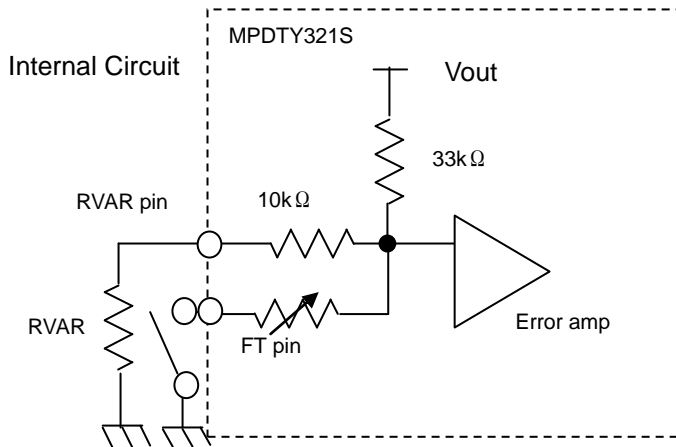 MPDTY321S
Internal Circuit
Vout
33kΩ
10kΩ
RVAR pin
RVAR
FT pin
Error amp